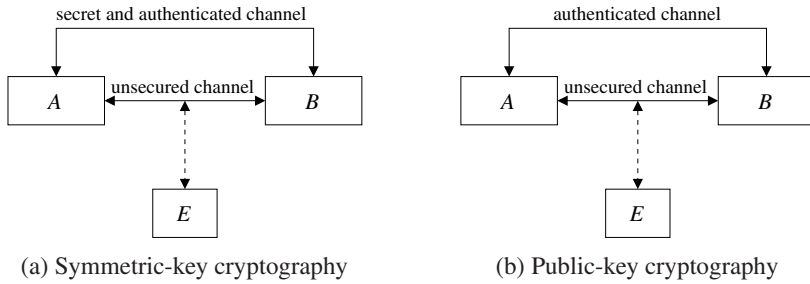 secret and authenticated channel
A
unsecured channel
B
E
(a) Symmetric-key cryptography
authenticated channel
A
unsecured channel
B
E
(b) Public-key cryptography